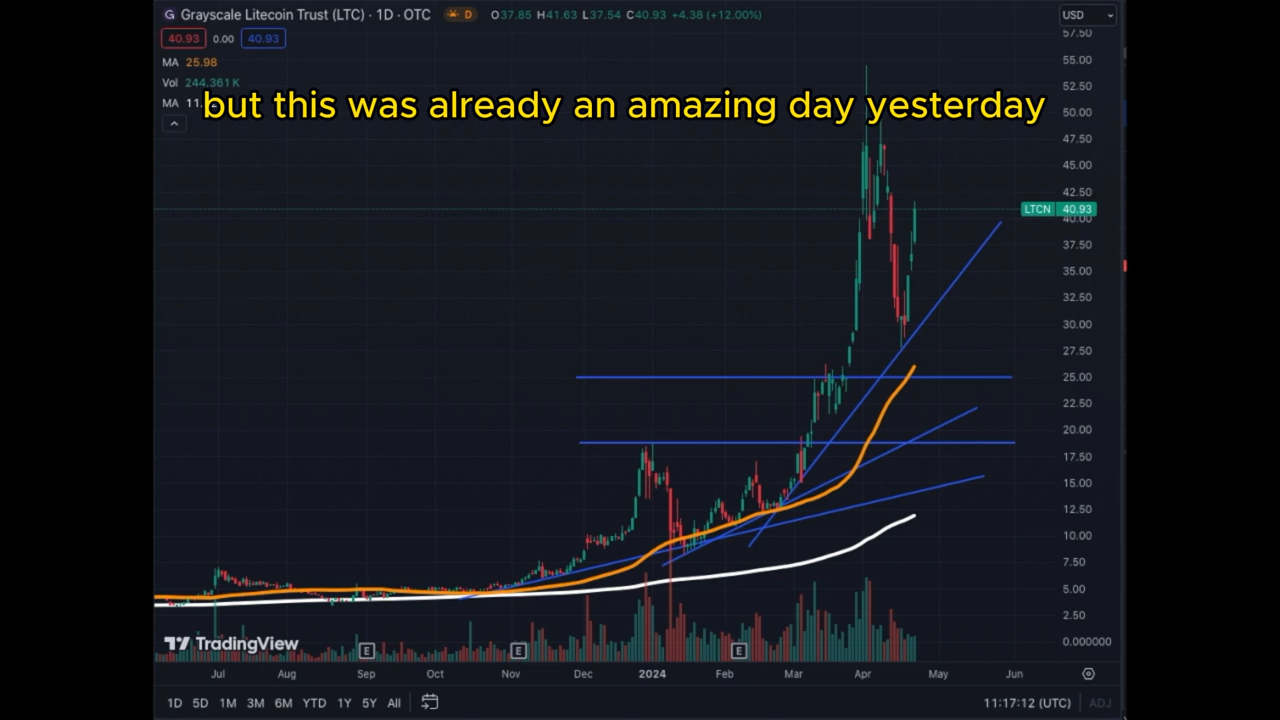 G Grayscale Litecoin Trust (LTC) · 1D · OTC D O37.85 H41.63 L37.54 C40.93 +4.38 (+12.00%) USD
40.93 0.00 40.93
57.50
MA 25.98
55.00
Vol 244.361K
52.50
MA 11.
but this was already an amazing day yesterday
50.00
47.50
45.00
42.50
LTCN 40.93
40.00
37.50
35.00
32.50
30.00
27.50
25.00
22.50
20.00
17.50
15.00
12.50
10.00
7.50
5.00
2.50
TradingView 0.000000
E E E
Jul Aug Sep Oct Nov Dec 2024 Feb Mar Apr May Jun
1D 5D 1M 3M 6M YTD 1Y 5Y All 11:17:12 (UTC) ADJ